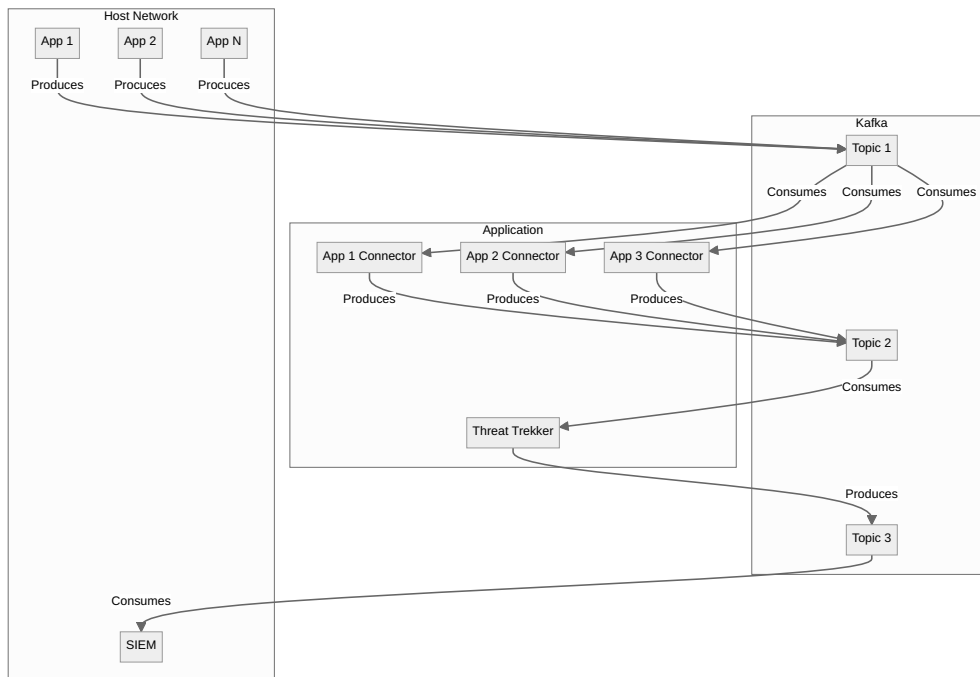 Host Network
App 1
App 2
App N
Produces
Procuces
Procuces
Kafka
Topic 1
Consumes
Consumes
Consumes
Application
App 1 Connector
App 2 Connector
App 3 Connector
Produces
Produces
Produces
Topic 2
Consumes
Threat Trekker
Produces
Topic 3
Consumes
SIEM